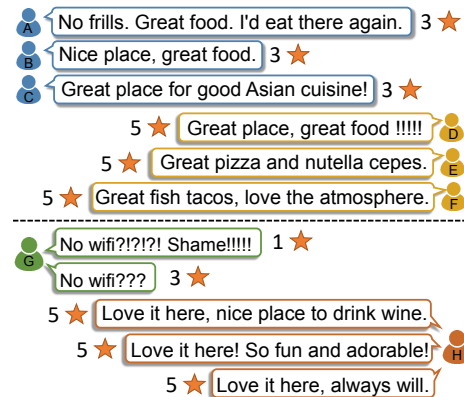 A No frills. Great food. I'd eat there again. 3
B Nice place, great food. 3
C Great place for good Asian cuisine! 3
5 Great place, great food !!!!! D
5 Great pizza and nutella cepes. E
5 Great fish tacos, love the atmosphere. F
No wifi?!?!?! Shame!!!!! 1
G
No wifi??? 3
5 Love it here, nice place to drink wine.
5 Love it here! So fun and adorable! H
5 Love it here, always will.